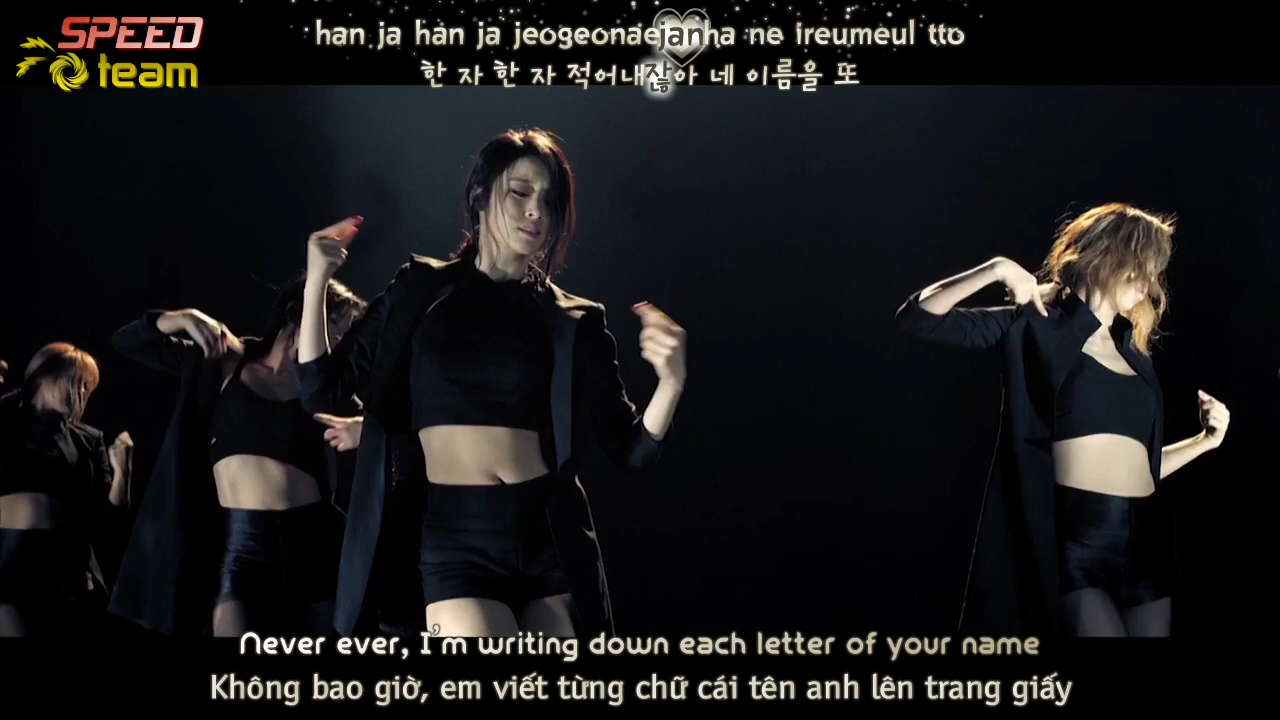 SPEED
team
han ja han ja jeogeonaejanha ne ireumeul tto
한 자 한 자 적어내잖아 네 이름을 또
Never ever, I'm writing down each letter of your name
Không bao giờ, em viết từng chữ cái tên anh lên trang giấy